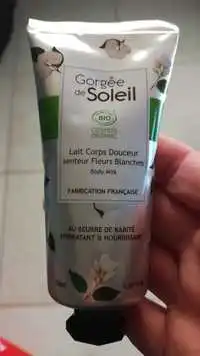 Gorgée
de Soleil
BIO
Lait Corps Douceur
senteur Fleurs Blanches
Body Milk
FABRICATION FRANÇAISE
AU BEURRE DE KARITÉ
HYDRATANT & NOURRISSANT